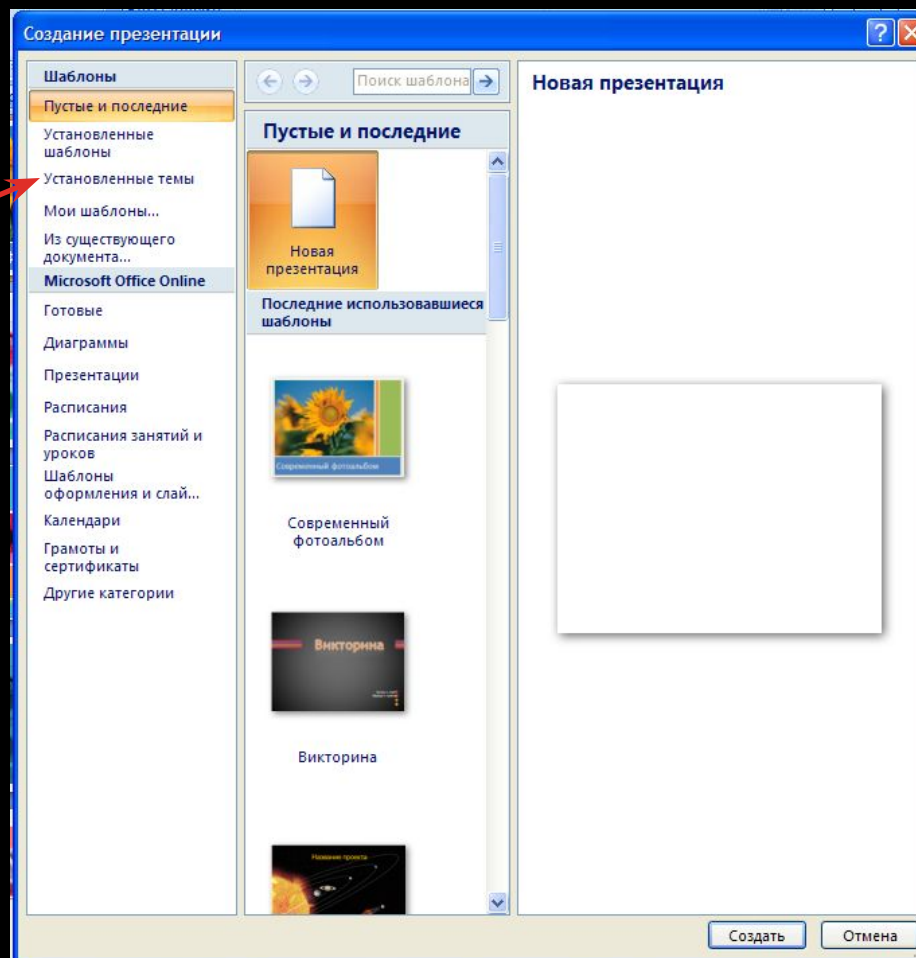 Создание презентации
?
Шаблоны
Пустые и последние
Установленные
шаблоны
Установленные темы
Мои шаблоны...
Из существующего
документа...
Microsoft Office Online
Готовые
Диаграммы
Презентации
Расписания
Расписания занятий и
уроков
Шаблоны
оформления и слай...
Календари
Грамоты и
сертификаты
Другие категории
Поиск шаблона
Пустые и последние
Новая
презентация
Последние использовавшиеся
шаблоны
Современный фотоальбом
Современный
фотоальбом
Викторина
Викторина
Название проекта
Новая презентация
Создать
Отмена